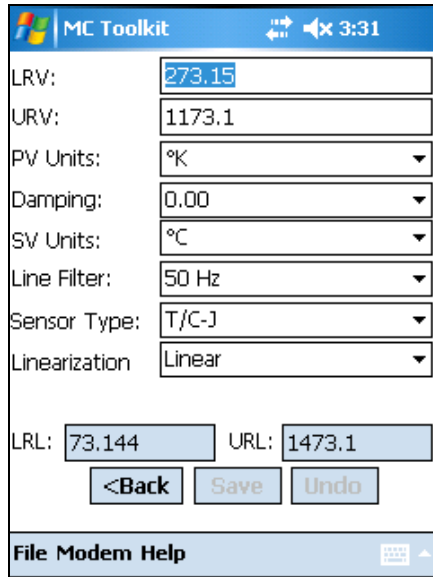 MC Toolkit 3:31
LRV: 273.15
URV: 1173.1
PV Units: °K
Damping: 0.00
SV Units: °C
Line Filter: 50 Hz
Sensor Type: T/C-J
Linearization Linear
LRL: 73.144 URL: 1473.1
<Back Save Undo
File Modem Help